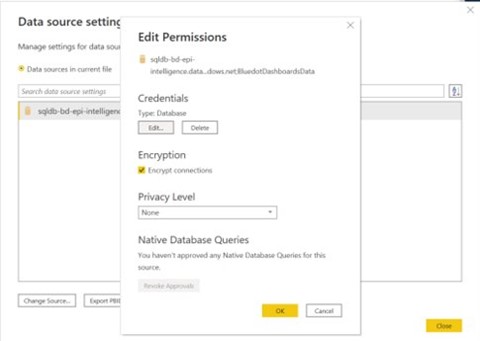 Data source setting
Manage settings for data sour
Data sources in current file
Search data source settings
sqldb-bd-epi-intelligenc
Change Source...
Export PBI
Close
Edit Permissions
sqldb-bd-epi-
intelligence.data...dows.net;BluedotDashboardsData
Credentials
Type: Database
Edit...
Delete
Encryption
Encrypt connections
Privacy Level
None
Native Database Queries
You haven't approved any Native Database Queries for this
source.
Revoke Approvals
OK
Cancel